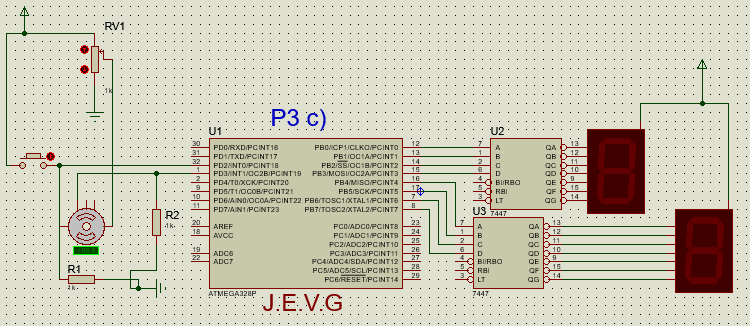 RV1
1k
P3 c)
U1
30 PD0/RXD/PCINT16
31 PD1/TXD/PCINT17
32 PD2/INT0/PCINT18
1 PD3/INT1/OC2B/PCINT19
2 PD4/T0/XCK/PCINT20
9 PD5/T1/OC0B/PCINT21
10 PD6/AIN0/OC0A/PCINT22
11 PD7/AIN1/PCINT23
20 AREF
18 AVCC
19 ADC6
22 ADC7
PB0/ICP1/CLKO/PCINT0 12
PB1/OC1A/PCINT1 13
PB2/SS/OC1B/PCINT2 14
PB3/MOSI/OC2A/PCINT3 15
PB4/MISO/PCINT4 16
PB5/SCK/PCINT5 17
PB6/TOSC1/XTAL1/PCINT6 7
PB7/TOSC2/XTAL2/PCINT7 8
PC0/ADC0/PCINT8 23
PC1/ADC1/PCINT9 24
PC2/ADC2/PCINT10 25
PC3/ADC3/PCINT11 26
PC4/ADC4/SDA/PCINT12 27
PC5/ADC5/SCL/PCINT13 28
PC6/RESET/PCINT14 29
ATMEGA328P
U2
7 A QA 13
1 B QB 12
2 C QC 11
6 D QD 10
4 BI/RBO QE 9
5 RBI QF 15
3 LT QG 14
7447
U3
7 A QA 13
1 B QB 12
2 C QC 11
6 D QD 10
4 BI/RBO QE 9
5 RBI QF 15
3 LT QG 14
7447
R2
1k
R1
1k
J.E.V.G